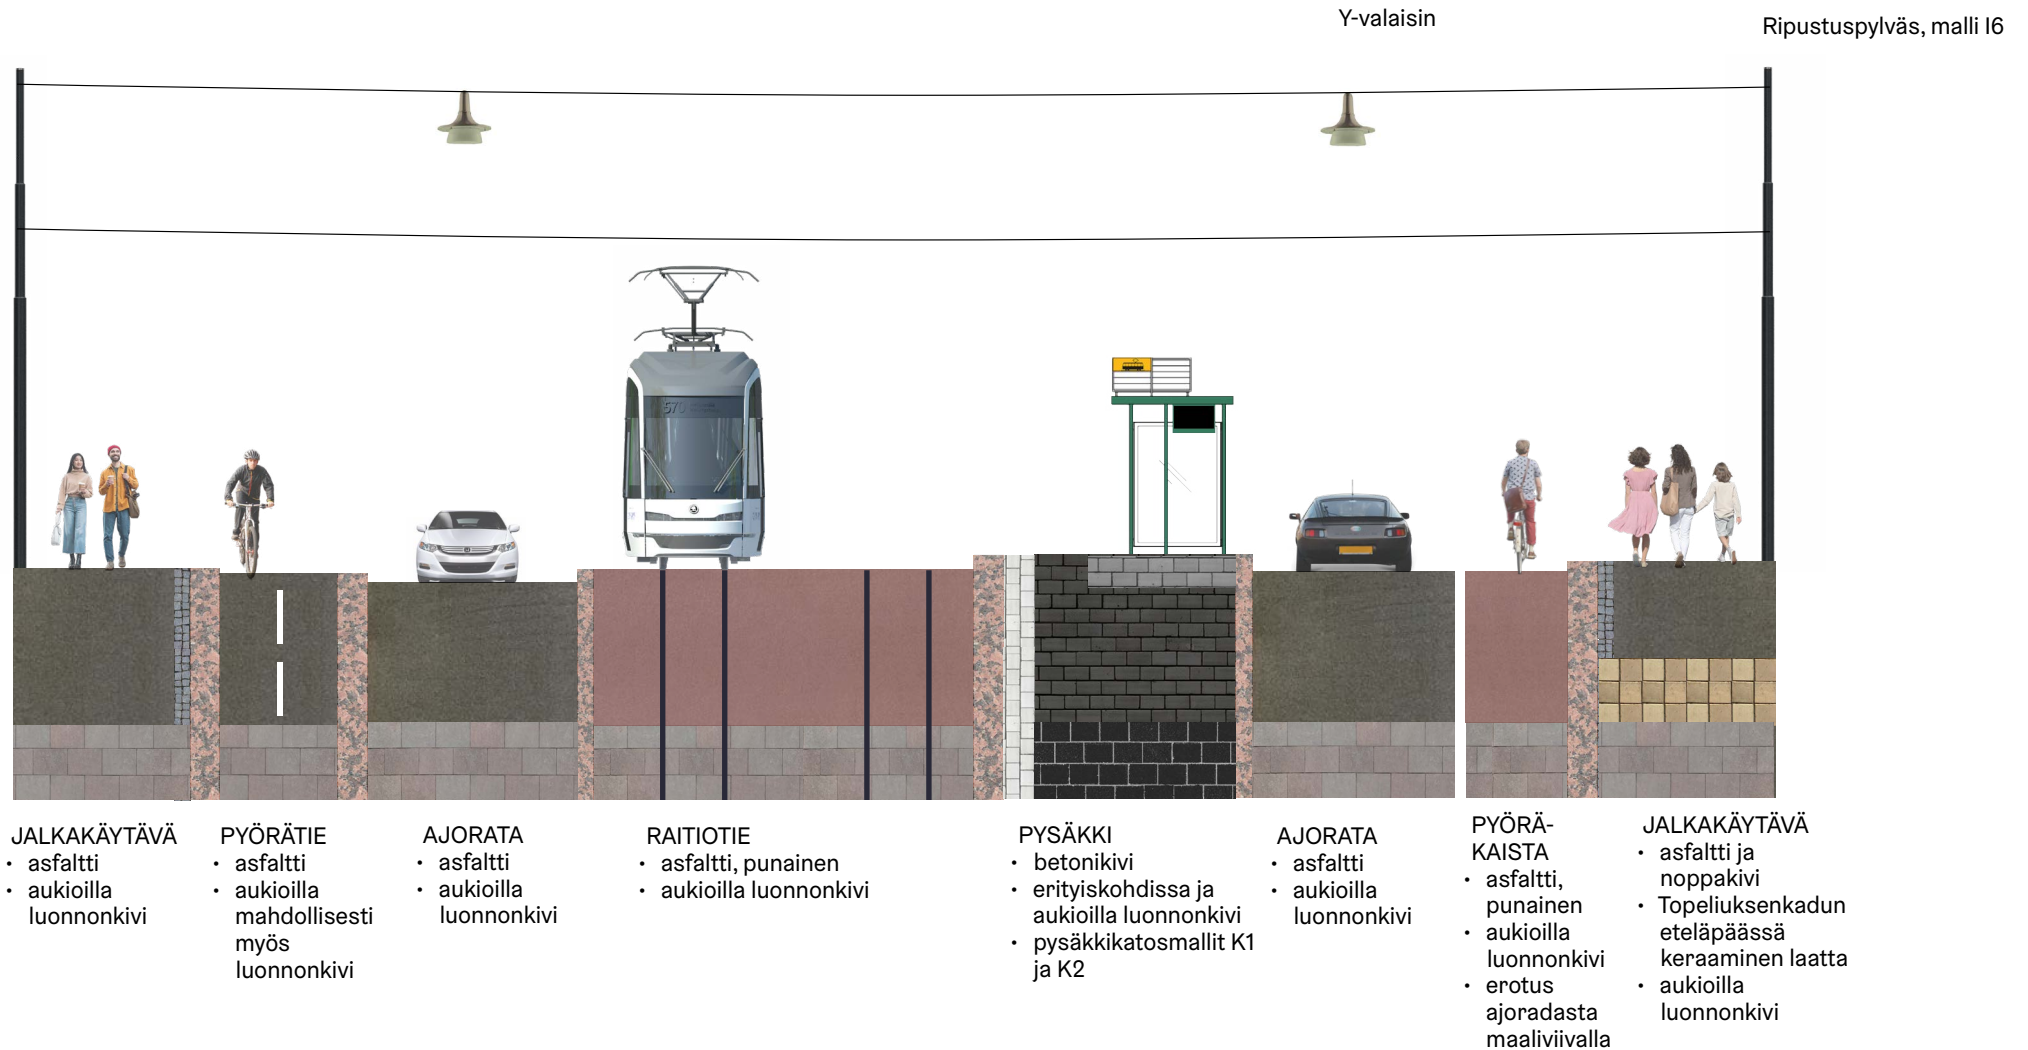 Y-valaisin
Ripustuspylväs, malli I6
570
JALKAKÄYTÄVÄ
• asfaltti
• aukioilla
luonnonkivi
PYÖRÄTIE
• asfaltti
• aukioilla
mahdollisesti
myös
luonnonkivi
AJORATA
• asfaltti
• aukioilla
luonnonkivi
RAITIOTIE
• asfaltti, punainen
• aukioilla luonnonkivi
PYSÄKKI
• betonikivi
• erityiskohdissa ja
aukioilla luonnonkivi
• pysäkkikatosmallit K1
ja K2
AJORATA
• asfaltti
• aukioilla
luonnonkivi
PYÖRÄ-
KAISTA
• asfaltti,
punainen
• aukioilla
luonnonkivi
• erotus
ajoradasta
maaliviivalla
JALKAKÄYTÄVÄ
• asfaltti ja
noppakivi
• Topeliuksenkadun
eteläpäässä
keraaminen laatta
• aukioilla
luonnonkivi